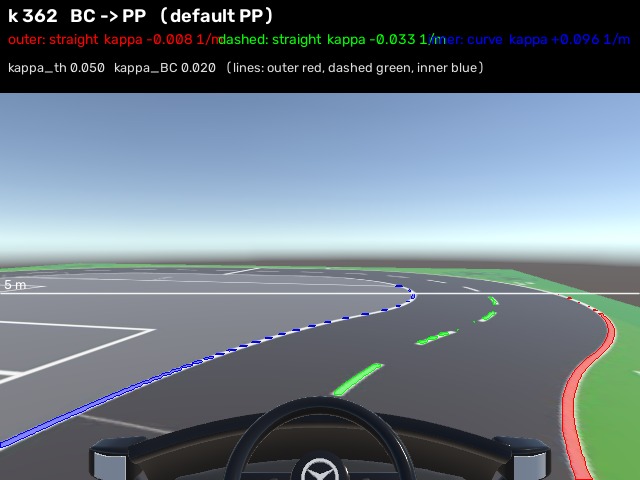 k 362 BC -> PP (default PP)
outer: straight kappa -0.008 1/m dashed: straight kappa -0.033 1/m inner: curve kappa +0.096 1/m
kappa_th 0.050 kappa_BC 0.020 (lines: outer red, dashed green, inner blue)
5 m